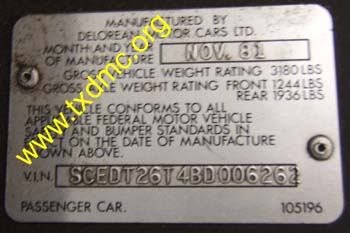 MANUFACTURED BY
DELOREAN MOTOR CARS LTD.
MONTH AND YEAR
OF MANUFACTURE NOV. 81
GROSS VEHICLE WEIGHT RATING 3180 LBS
GROSS AXLE WEIGHT RATING FRONT 1244 LBS
REAR 1936 LBS
THIS VEHICLE CONFORMS TO ALL
APPLICABLE FEDERAL MOTOR VEHICLE
SAFETY AND BUMPER STANDARDS IN
EFFECT ON THE DATE OF MANUFACTURE
SHOWN ABOVE.
V.I.N. SCEDT26T4BD006262
PASSENGER CAR. 105196
www.txdmc.org